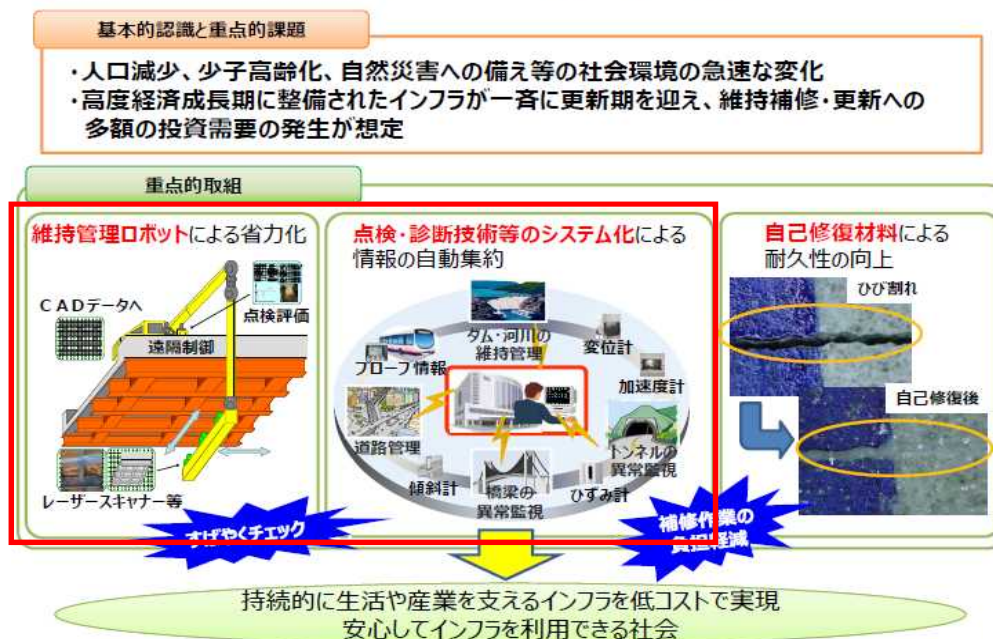 基本的認識と重点的課題
・人口減少、少子高齢化、自然災害への備え等の社会環境の急速な変化
・高度経済成長期に整備されたインフラが一斉に更新期を迎え、維持補修・更新への
多額の投資需要の発生が想定
重点的取組
維持管理ロボットによる省力化
CADデータへ
点検評価
遠隔制御
レーザースキャナー等
すばやくチェック
点検・診断技術等のシステム化による
情報の自動集約
ダム・河川の
維持管理
変位計
プローブ情報
加速度計
道路管理
トンネルの
異常監視
傾斜計
橋梁の
異常監視
ひずみ計
補修作業の
負担軽減
自己修復材料による
耐久性の向上
ひび割れ
自己修復後
持続的に生活や産業を支えるインフラを低コストで実現
安心してインフラを利用できる社会